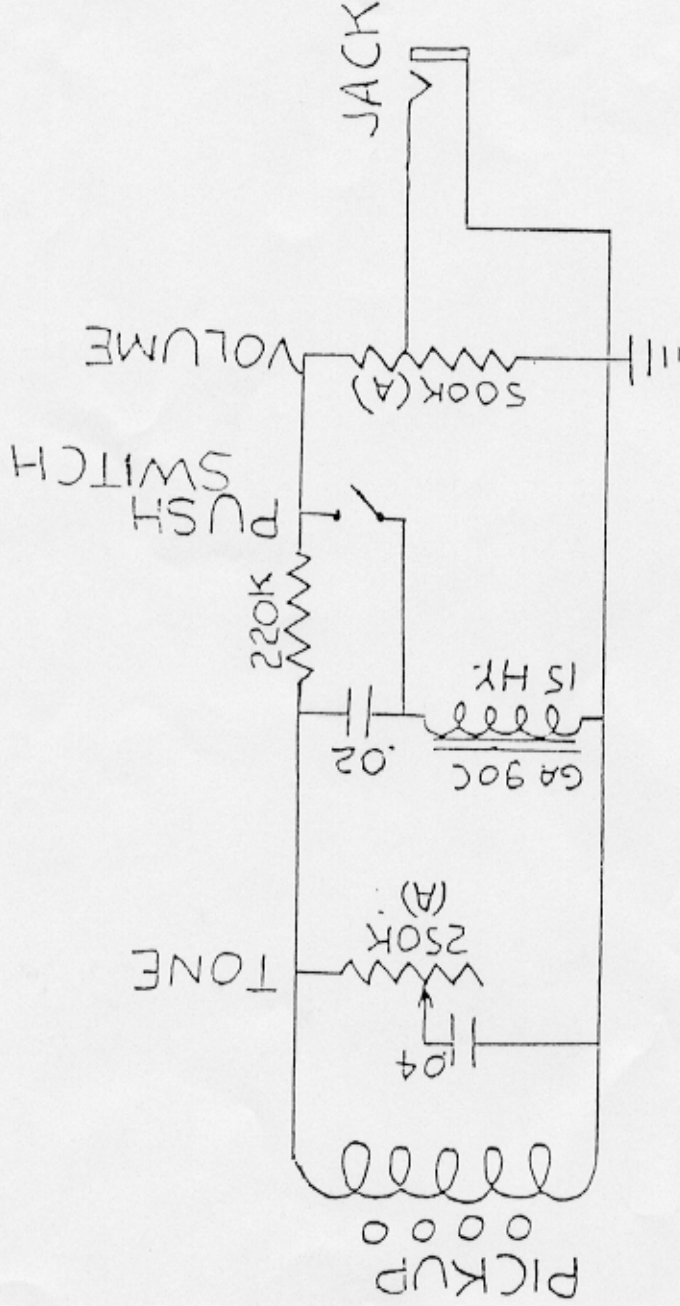 JACK
VOLUME
500K (A)
PUSH
SWITCH
220K
GA 90C
15 HY.
.02
TONE
250K
(A)
.04
PICKUP